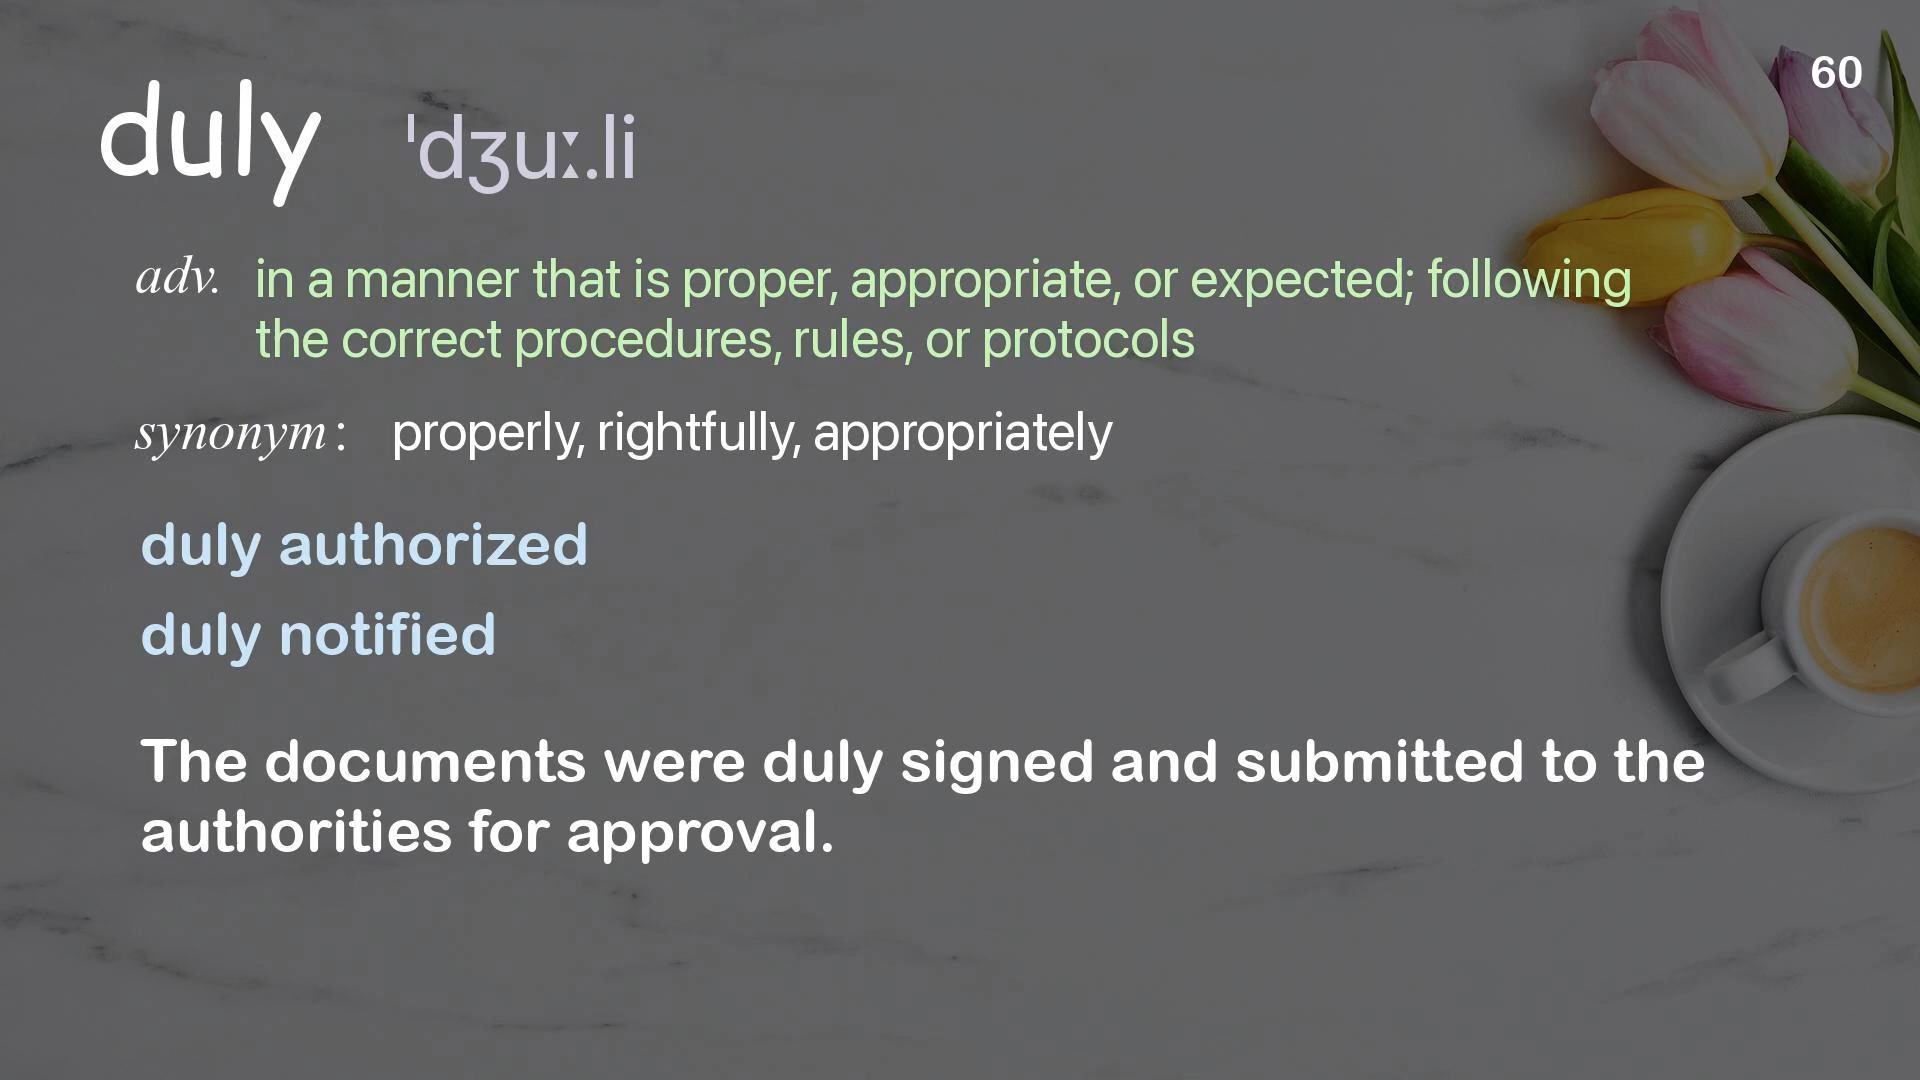 60
duly ˈdʒuː.li
adv. in a manner that is proper, appropriate, or expected; following
the correct procedures, rules, or protocols
synonym: properly, rightfully, appropriately
duly authorized
duly notified
The documents were duly signed and submitted to the
authorities for approval.